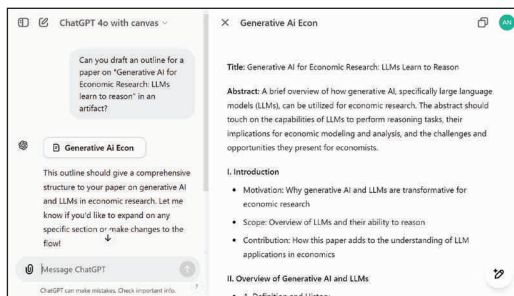 ChatGPT 4o with canvas
Can you draft an outline for a
paper on "Generative AI for
Economic Research: LLMs
learn to reason" in an
artifact?
Generative Ai Econ
This outline should give a comprehensive
structure to your paper on generative AI
and LLMs in economic research. Let me
know if you'd like to expand on any
specific section or make changes to the
flow!
Message ChatGPT
ChatGPT can make mistakes. Check important info.
?
Generative Ai Econ
AN
Title: Generative AI for Economic Research: LLMs Learn to Reason
Abstract: A brief overview of how generative AI, specifically large language
models (LLMs), can be utilized for economic research. The abstract should
touch on the capabilities of LLMs to perform reasoning tasks, their
implications for economic modeling and analysis, and the challenges and
opportunities they present for economists.
I. Introduction
• Motivation: Why generative AI and LLMs are transformative for
economic research
• Scope: Overview of LLMs and their ability to reason
• Contribution: How this paper adds to the understanding of LLM
applications in economics
II. Overview of Generative AI and LLMs
• A. Definition and History